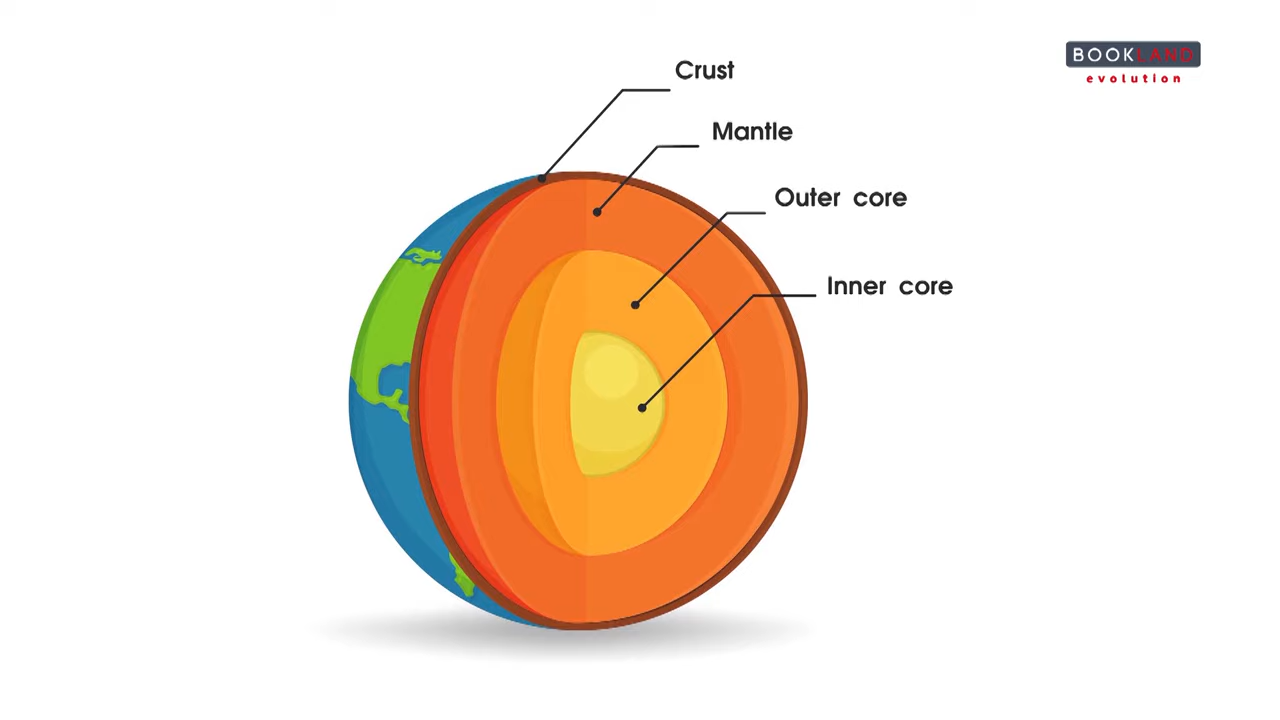 BOOKLAND
evolution
Crust
Mantle
Outer core
Inner core